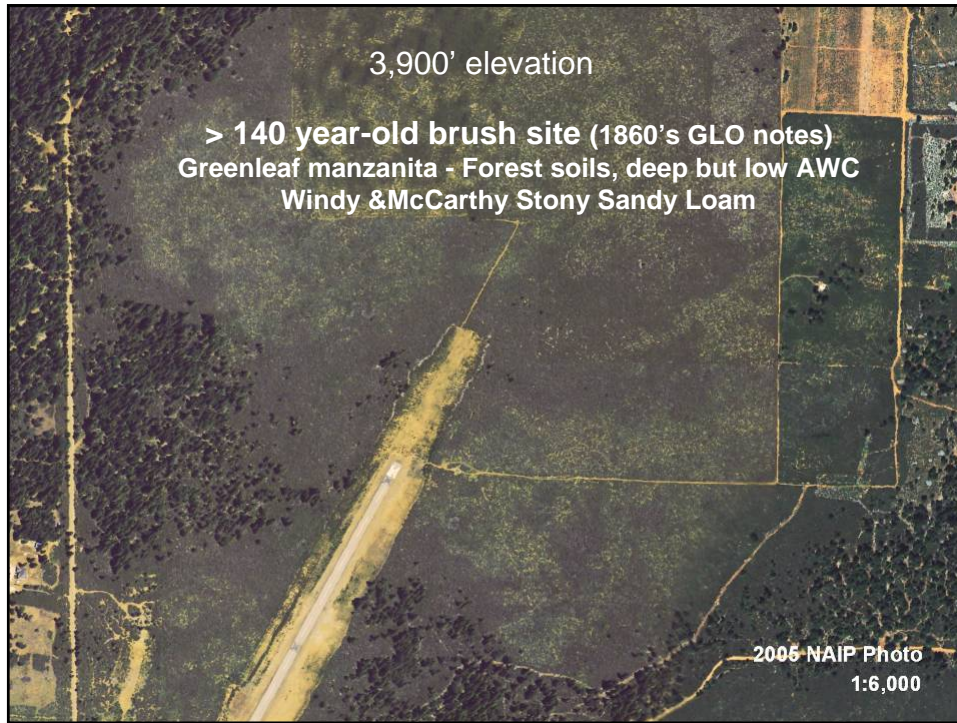 3,900’ elevation
> 140 year-old brush site (1860’s GLO notes)
Greenleaf manzanita - Forest soils, deep but low AWC
Windy &McCarthy Stony Sandy Loam
2005 NAIP Photo
1:6,000